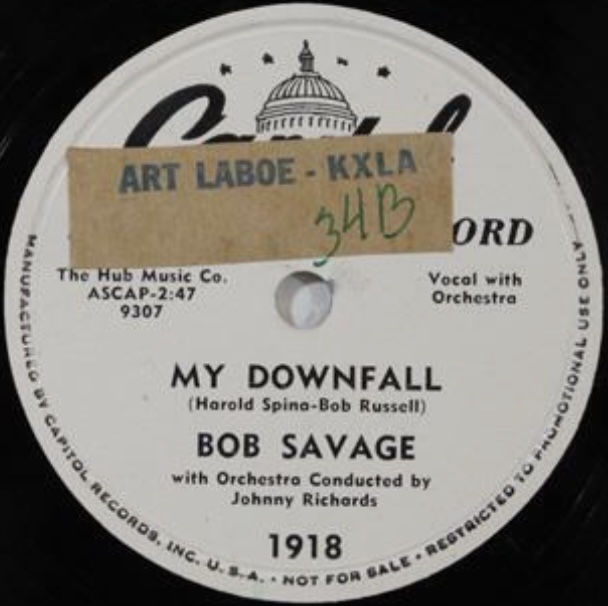 Capitol
ART LABOE - KXLA
34B
ORD
The Hub Music Co.
ASCAP-2:47
9307
Vocal with
Orchestra
MY DOWNFALL
(Harold Spina-Bob Russell)
BOB SAVAGE
with Orchestra Conducted by
Johnny Richards
1918
MANUFACTURED BY CAPITOL RECORDS, INC. U. S. A. • NOT FOR SALE • RESTRICTED TO PROMOTIONAL USE ONLY